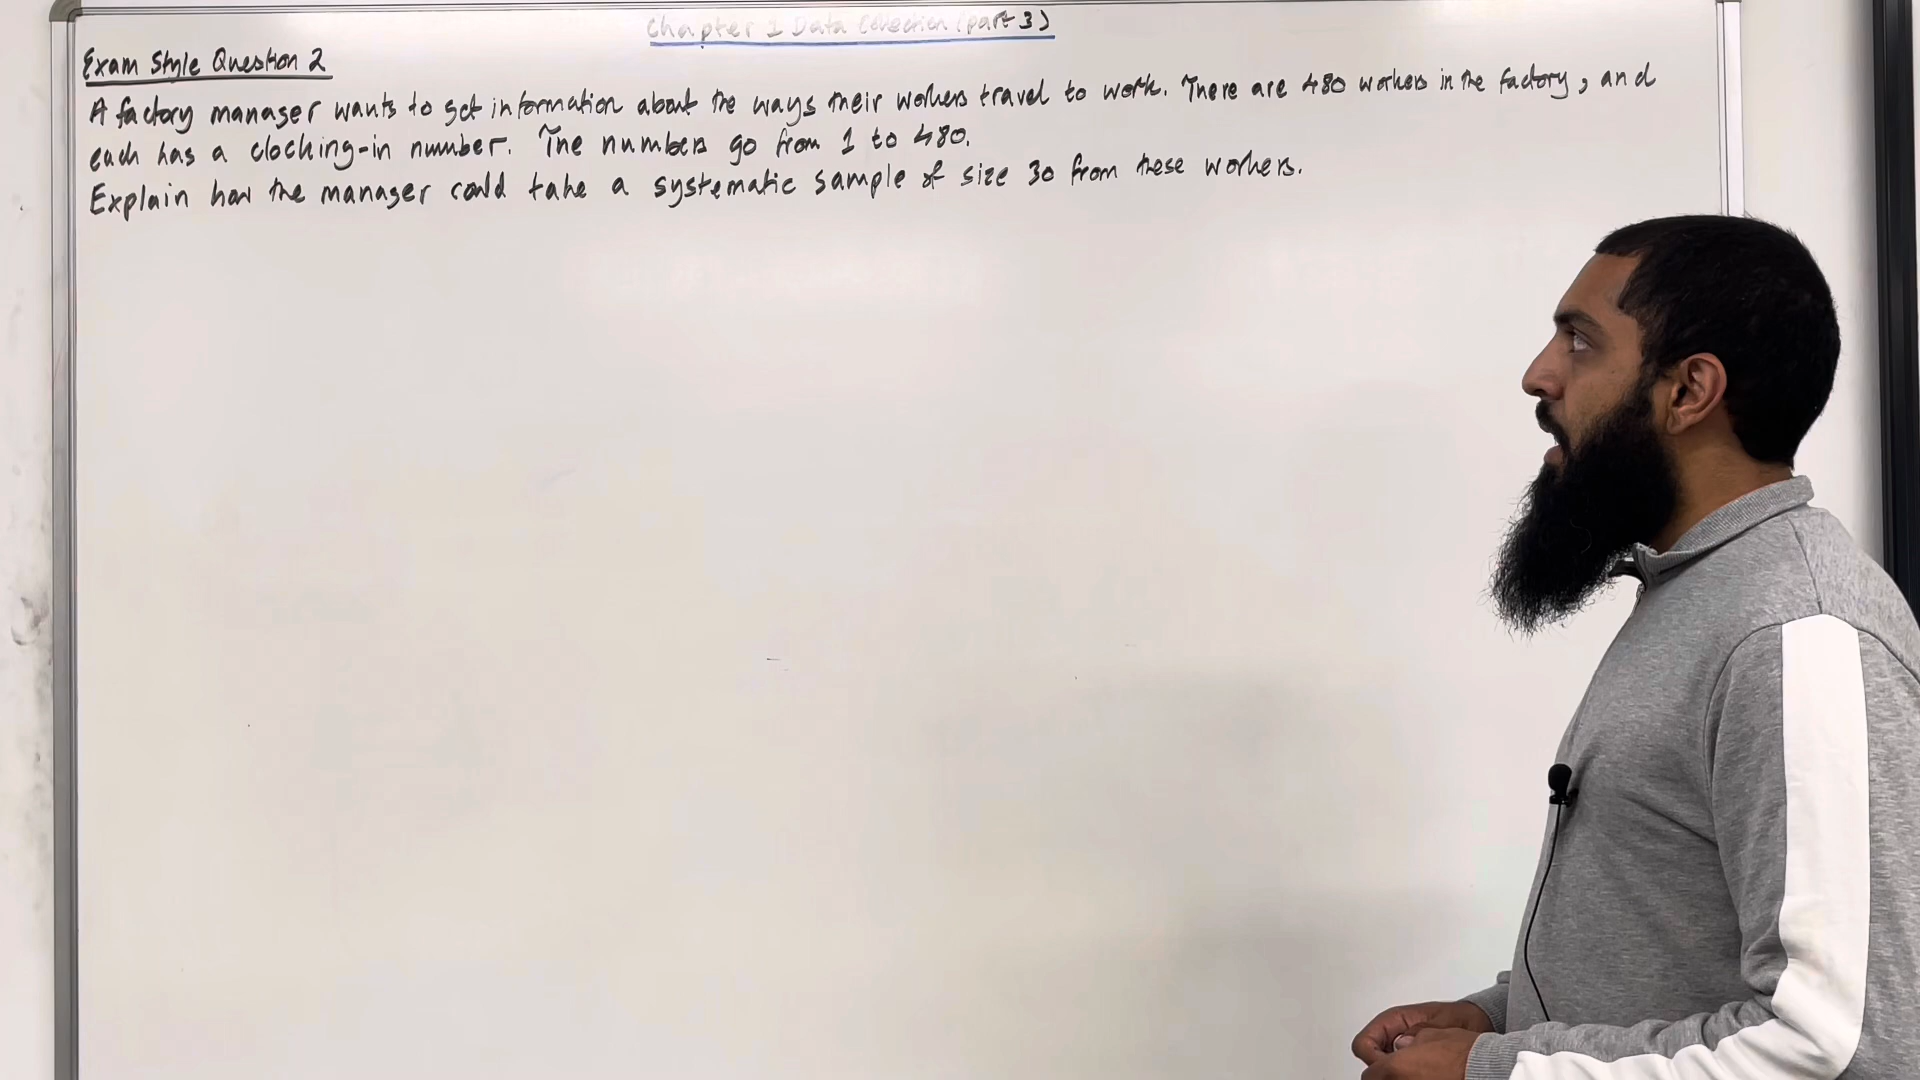 Chapter 1 Data Collection (part 3)
Exam Style Question 2
A factory manager wants to get information about the ways their workers travel to work. There are 480 workers in the factory, and
each has a clocking-in number. The numbers go from 1 to 480.
Explain how the manager could take a systematic sample of size 30 from these workers.